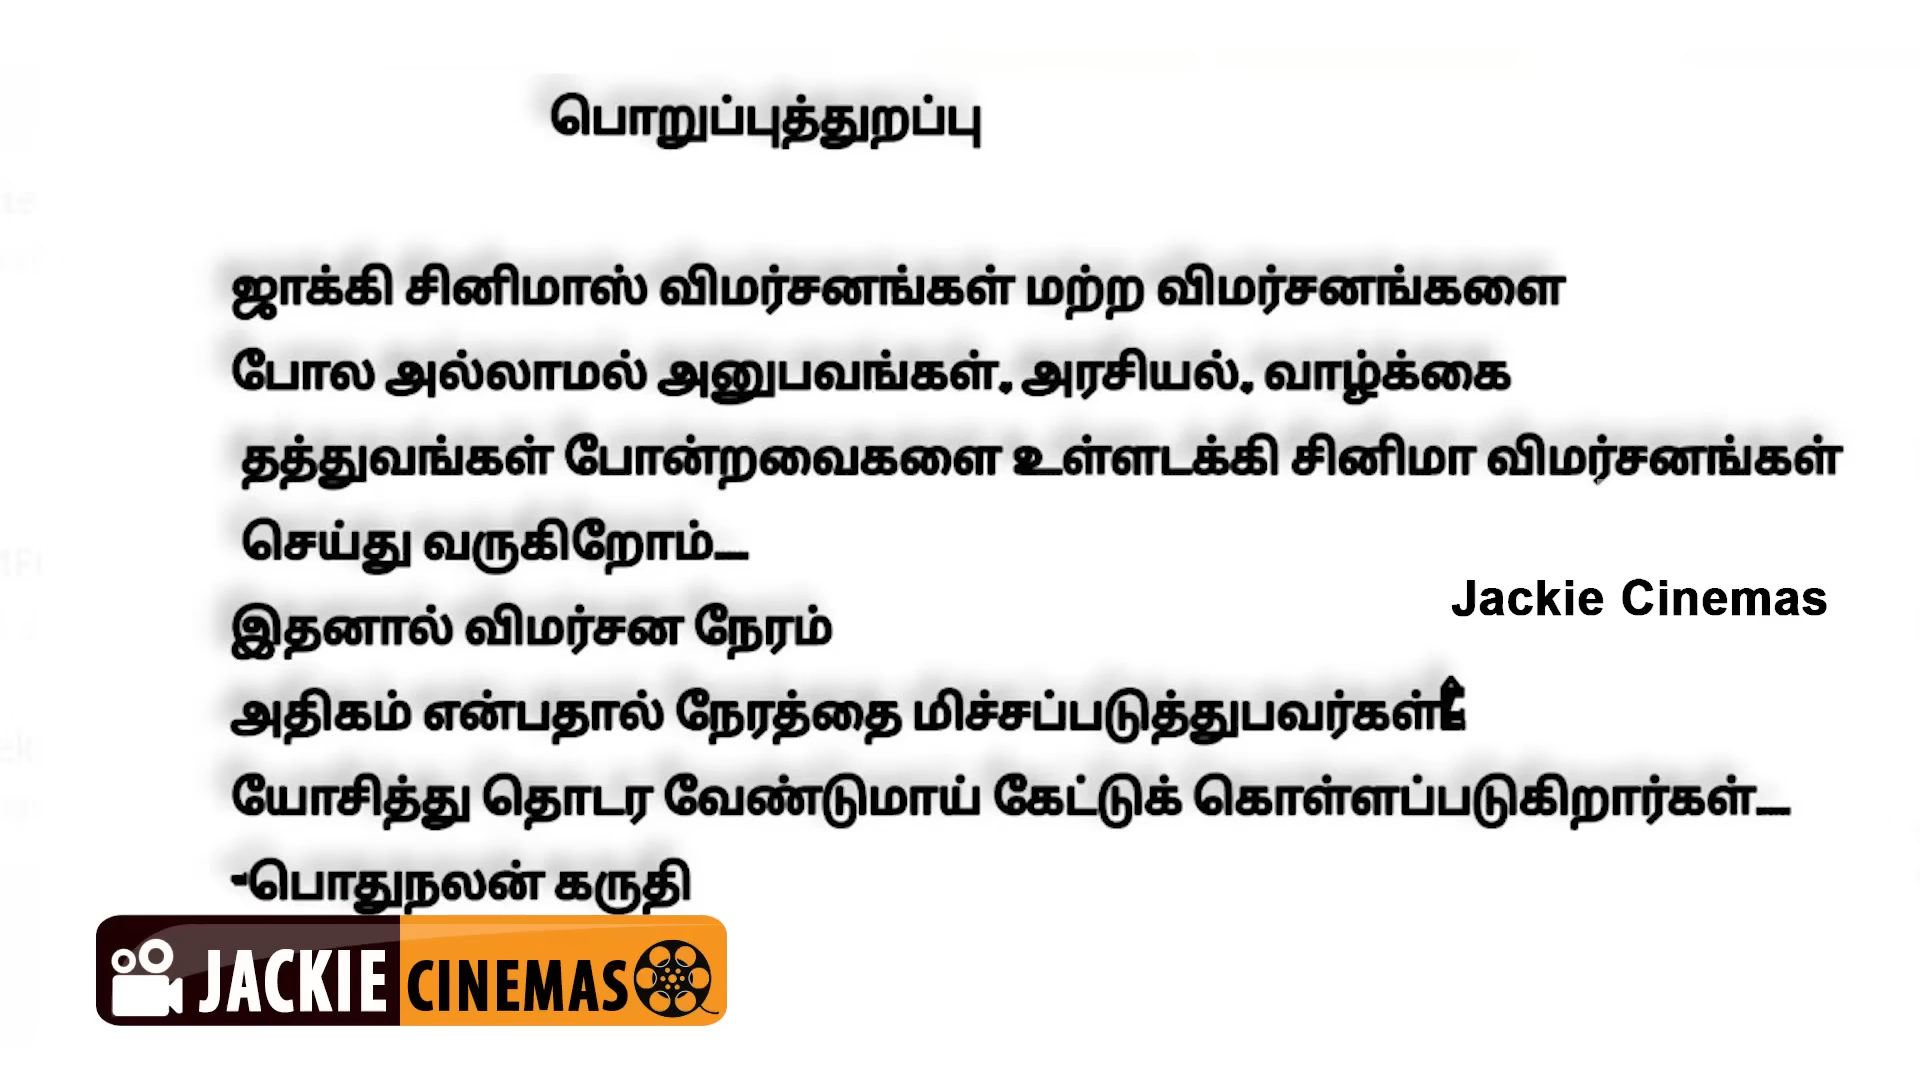 பொறுப்புத்துறப்பு
ஜாக்கி சினிமாஸ் விமர்சனங்கள் மற்ற விமர்சனங்களை
போல அல்லாமல் அனுபவங்கள், அரசியல், வாழ்க்கை
தத்துவங்கள் போன்றவைகளை உள்ளடக்கி சினிமா விமர்சனங்கள்
செய்து வருகிறோம்...
Jackie Cinemas
இதனால் விமர்சன நேரம்
அதிகம் என்பதால் நேரத்தை மிச்சப்படுத்துபவர்கள்
யோசித்து தொடர வேண்டுமாய் கேட்டுக் கொள்ளப்படுகிறார்கள்...
-பொதுநலன் கருதி
JACKIE CINEMAS